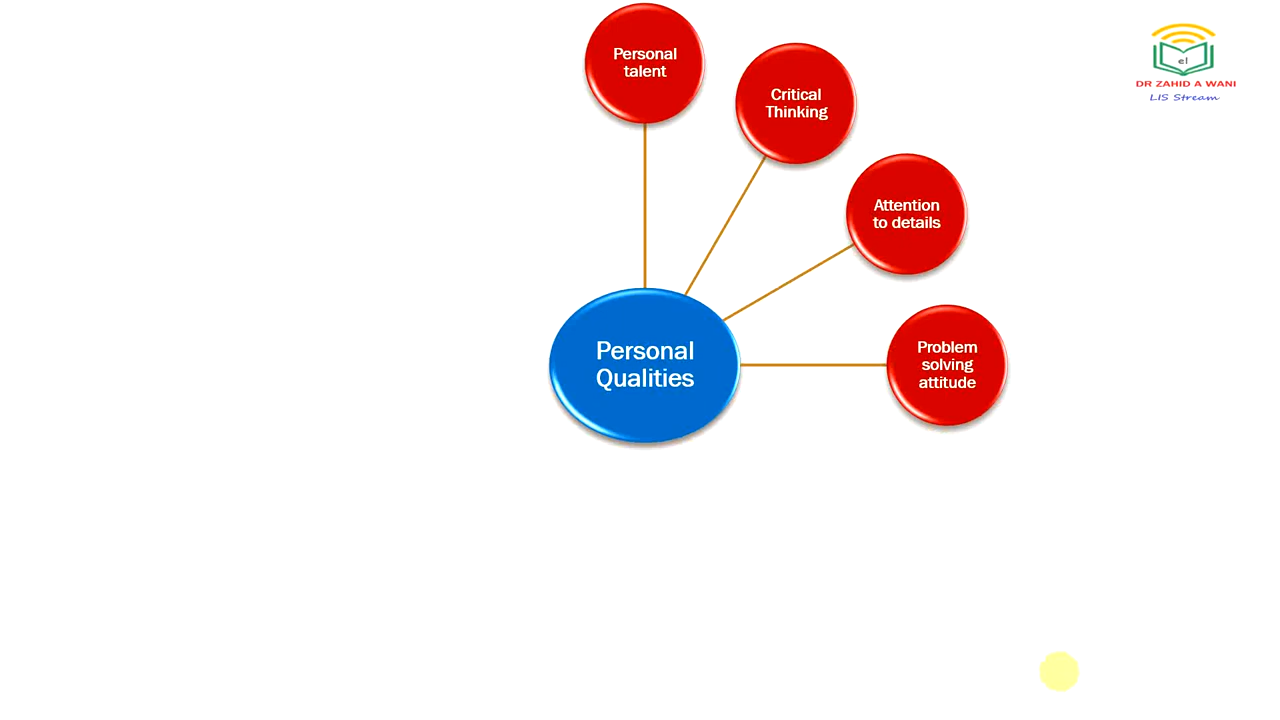 Personal
talent
Critical
Thinking
Attention
to details
Problem
solving
attitude
Personal
Qualities
el
DR ZAHID A WANI
LIS Stream